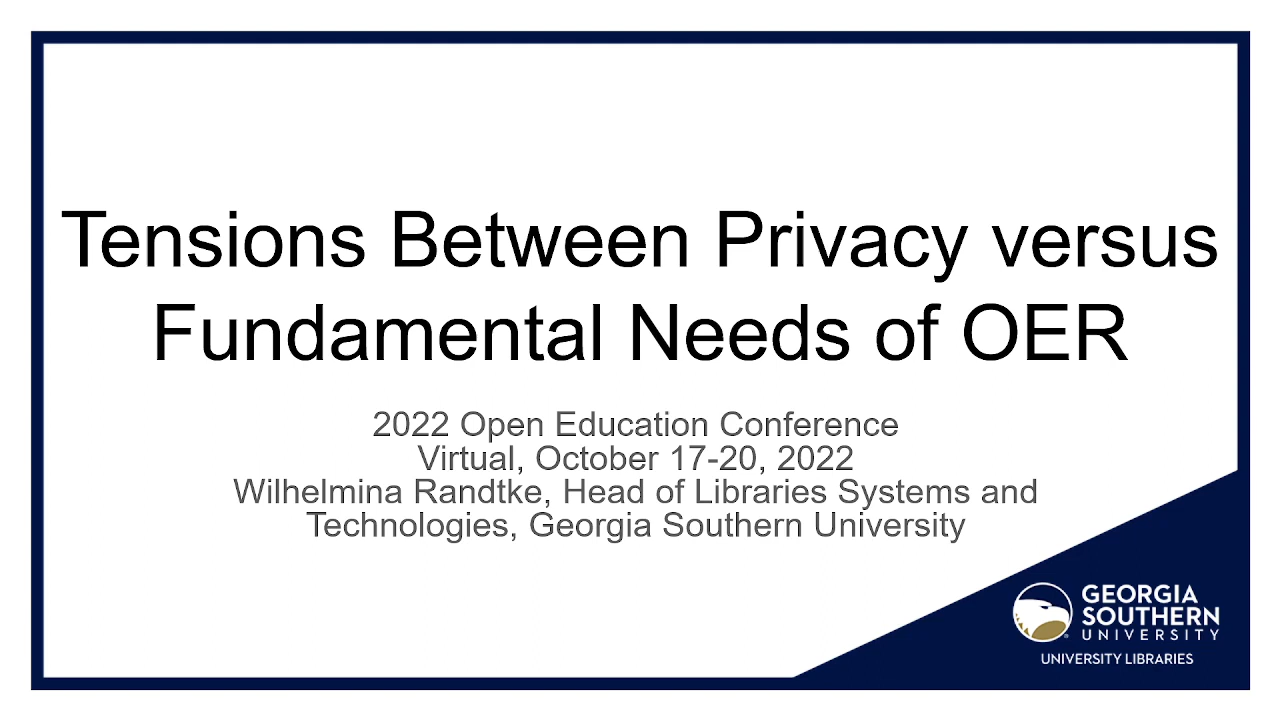 Tensions Between Privacy versus
Fundamental Needs of OER
2022 Open Education Conference
Virtual, October 17-20, 2022
Wilhelmina Randtke, Head of Libraries Systems and
Technologies, Georgia Southern University
GEORGIA
SOUTHERN
UNIVERSITY
UNIVERSITY LIBRARIES